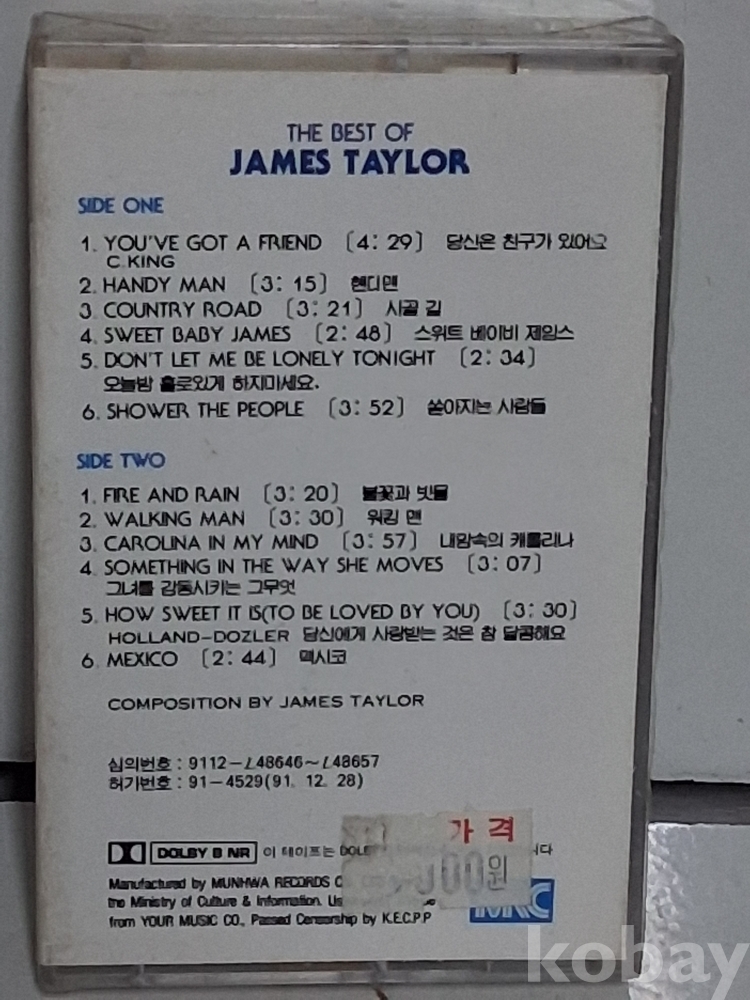 THE BEST OF
JAMES TAYLOR
SIDE ONE
1. YOU'VE GOT A FRIEND [4: 29] 당신은 친구가 있어요
C.KING
2. HANDY MAN [3: 15] 핸디맨
3. COUNTRY ROAD [3: 21] 시골 길
4. SWEET BABY JAMES [2: 48] 스위트 베이비 제임스
5. DON'T LET ME BE LONELY TONIGHT [2: 34]
오늘밤 홀로있게 하지마세요.
6. SHOWER THE PEOPLE [3: 52] 쏟아지는 사람들
SIDE TWO
1. FIRE AND RAIN [3: 20] 불꽃과 빗물
2. WALKING MAN [3: 30] 워킹 맨
3. CAROLINA IN MY MIND [3: 57] 내맘속의 캐롤리나
4. SOMETHING IN THE WAY SHE MOVES [3: 07]
그녀를 감동시키는 그무엇
5. HOW SWEET IT IS(TO BE LOVED BY YOU) [3: 30]
HOLLAND-DOZLER 당신에게 사랑받는 것은 참 달콤해요
6. MEXICO [2: 44] 멕시코
COMPOSITION BY JAMES TAYLOR
심의번호 : 9112-L48646~L48657
허가번호 : 91-4529(91. 12. 28)
가 격
DOLBY B NR 이 테이프는
00원
Manufactured by MUNHWA RECORDS
the Ministry of Culture & Information.
MRC
from YOUR MUSIC CO., Passed Censorship by K.E.C.P.P
kobay